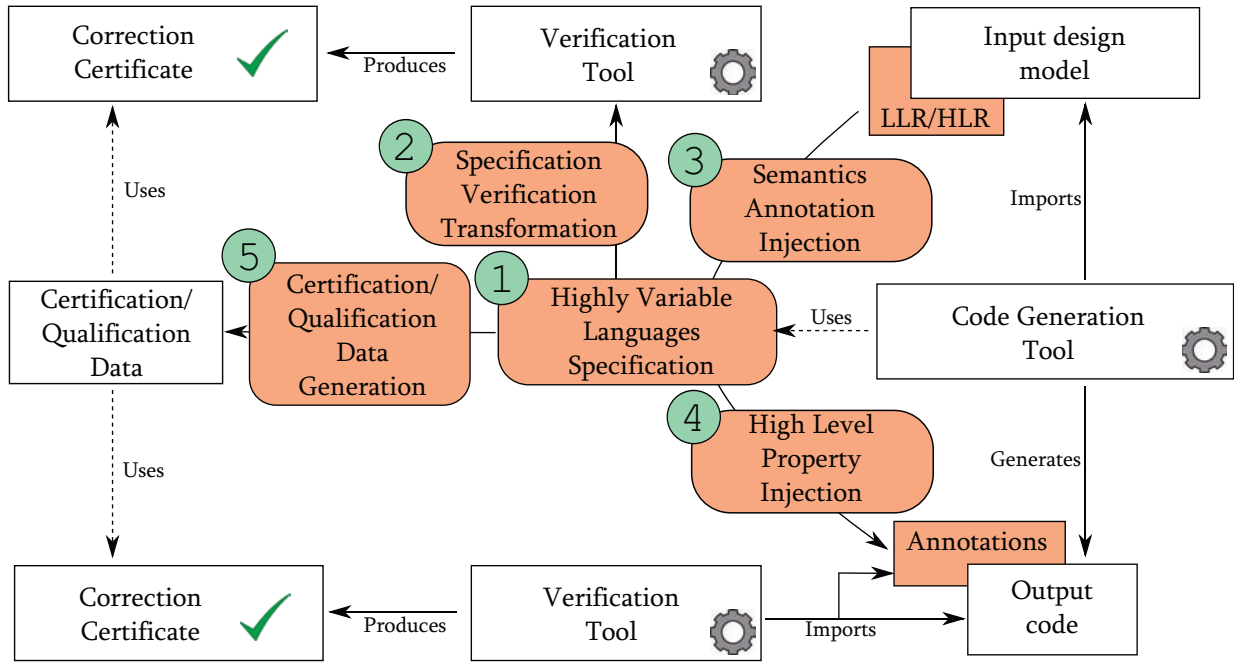 Correction
Certificate
Produces
Verification
Tool
Input design
model
LLR/HLR
2
Specification
Verification
Transformation
3
Semantics
Annotation
Injection
Uses
Imports
5
Certification/
Qualification
Data
Generation
1
Highly Variable
Languages
Specification
Certification/
Qualification
Data
Uses
Code Generation
Tool
4
High Level
Property
Injection
Uses
Generates
Annotations
Correction
Certificate
Produces
Verification
Tool
Imports
Output
code